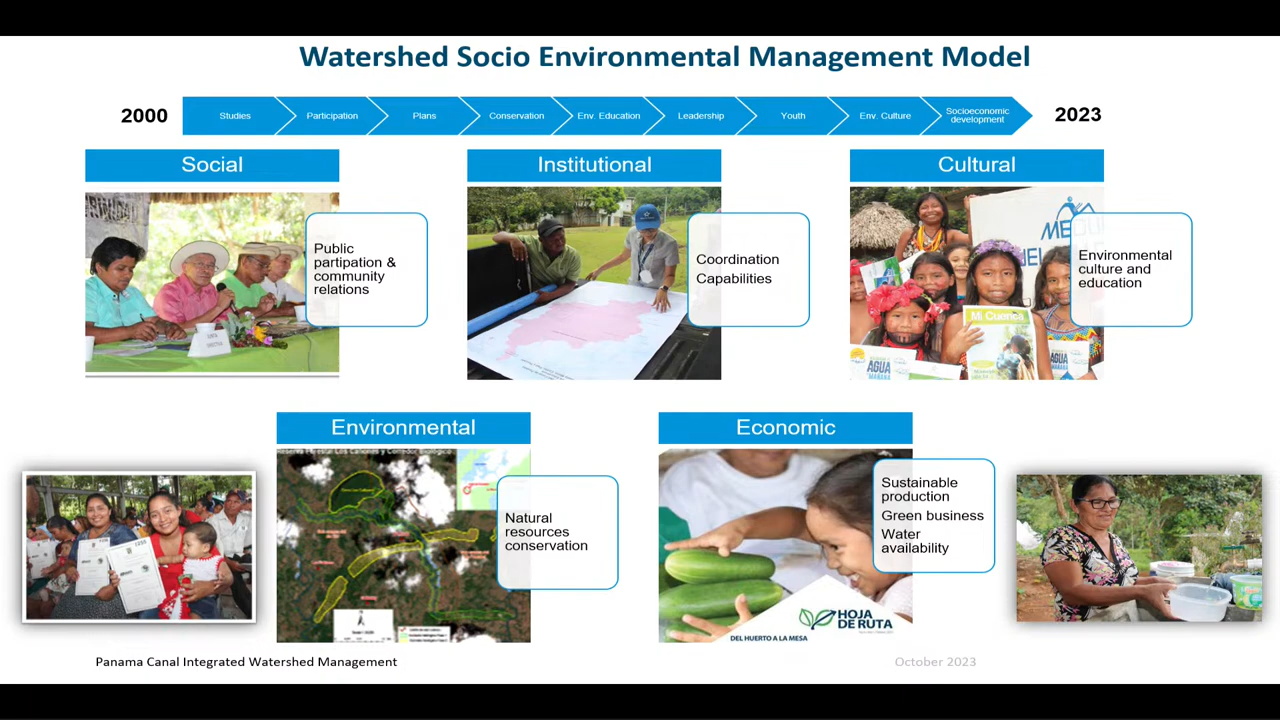 Watershed Socio Environmental Management Model
2000
Studies
Participation
Plans
Conservation
Env. Education
Leadership
Youth
Env. Culture
Socioeconomic
development
2023
Social
Institutional
Cultural
Public
partipation &
community
relations
Coordination
Capabilities
Environmental
culture and
education
Mi Cuenca
AGUA
Environmental
Economic
Natural
resources
conservation
Sustainable
production
Green business
Water
availability
HOJA
DE RUTA
DEL HUERTO A LA MESA
Panama Canal Integrated Watershed Management
October 2023